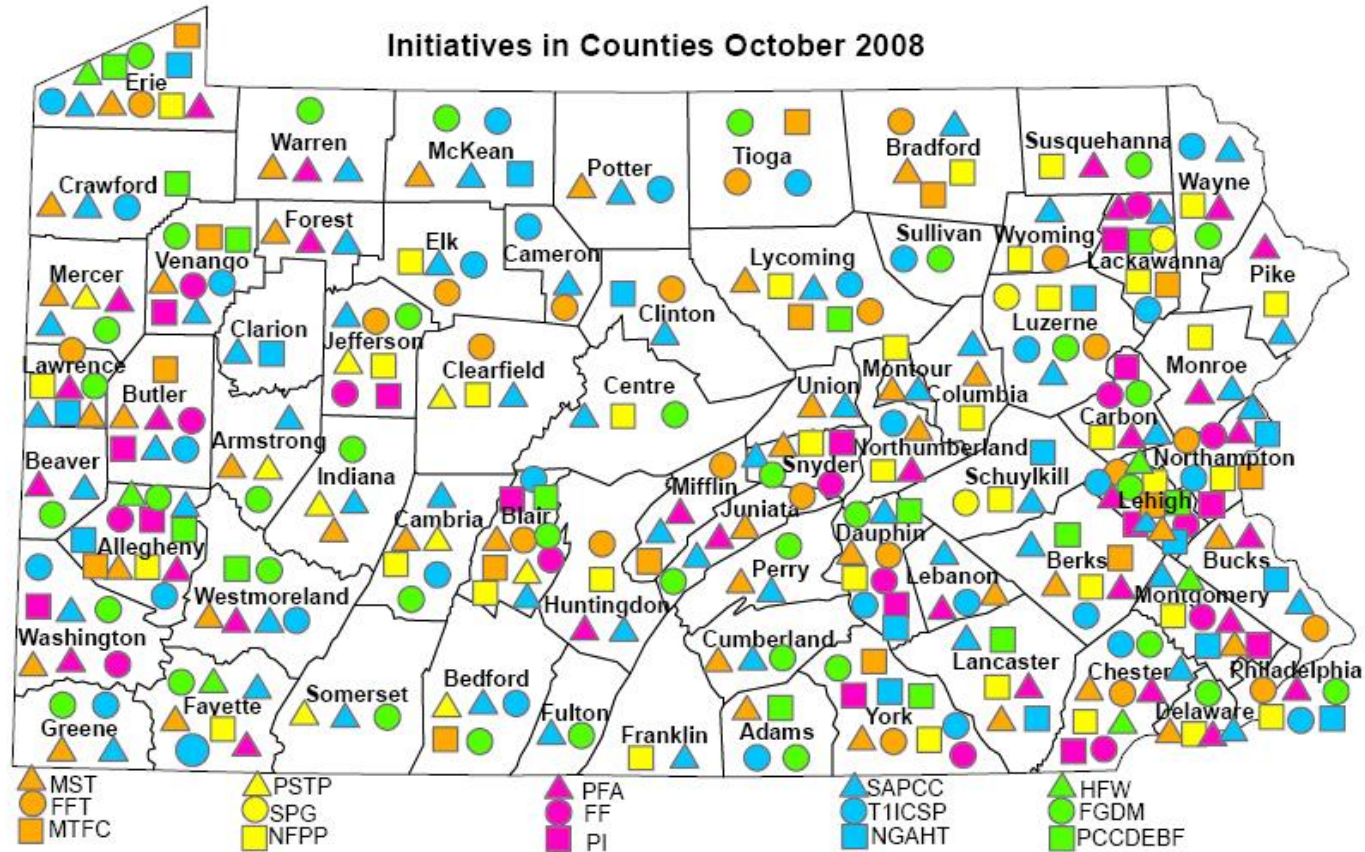 Initiatives in Counties October 2008
Erie
Warren
McKean
Potter
Tioga
Bradford
Susquehanna
Wayne
Crawford
Forest
Elk
Cameron
Sullivan
Wyoming
Lackawanna
Pike
Mercer
Venango
Clarion
Jefferson
Clinton
Lycoming
Luzerne
Monroe
Lawrence
Butler
Armstrong
Clearfield
Centre
Union
Montour
Columbia
Carbon
Northampton
Beaver
Indiana
Cambria
Blair
Mifflin
Snyder
Northumberland
Schuylkill
Lehigh
Allegheny
Westmoreland
Huntingdon
Juniata
Perry
Dauphin
Lebanon
Berks
Bucks
Montgomery
Washington
Fayette
Somerset
Bedford
Fulton
Cumberland
Lancaster
Chester
Philadelphia
Greene
Franklin
Adams
York
Delaware
MST
FFT
MTFC
PSTP
SPG
NFPP
PFA
FF
PI
SAPCC
T1ICSP
NGAHT
HFW
FGDM
PCCDEBF